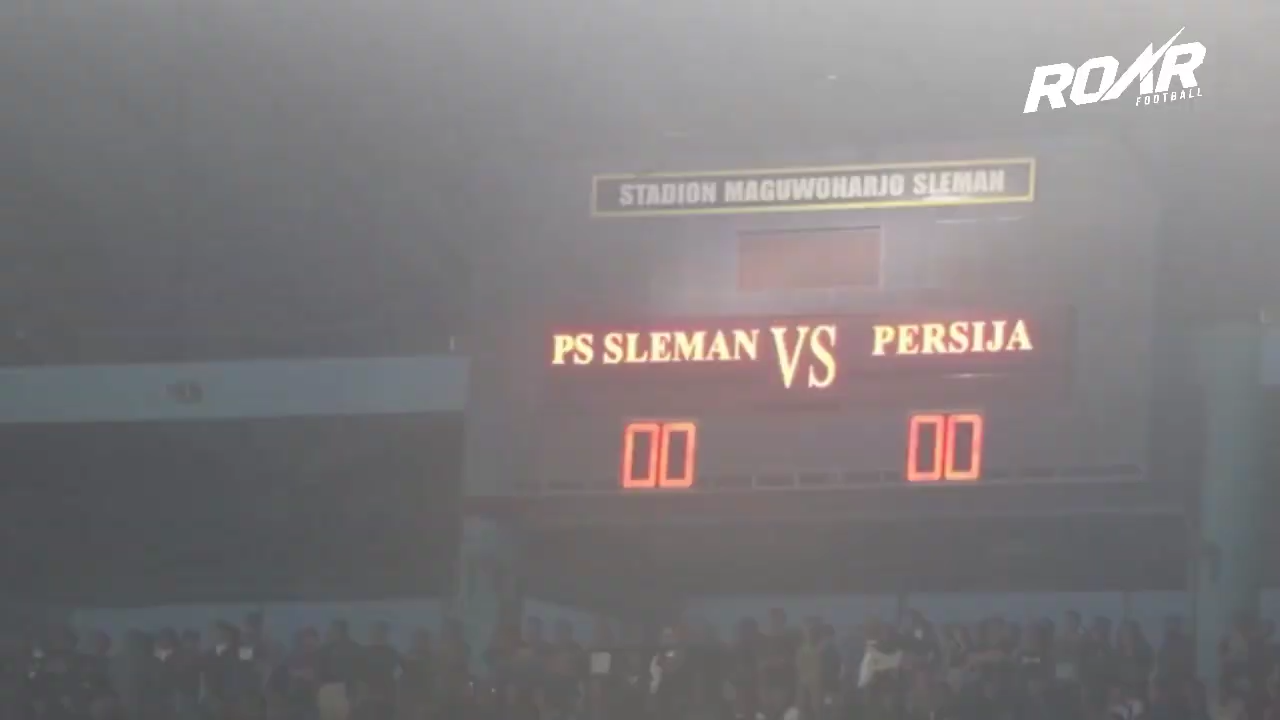 ROAR
FOOTBALL
STADION MAGUWOHARJO SLEMAN
PS SLEMAN VS PERSIJA
00 00